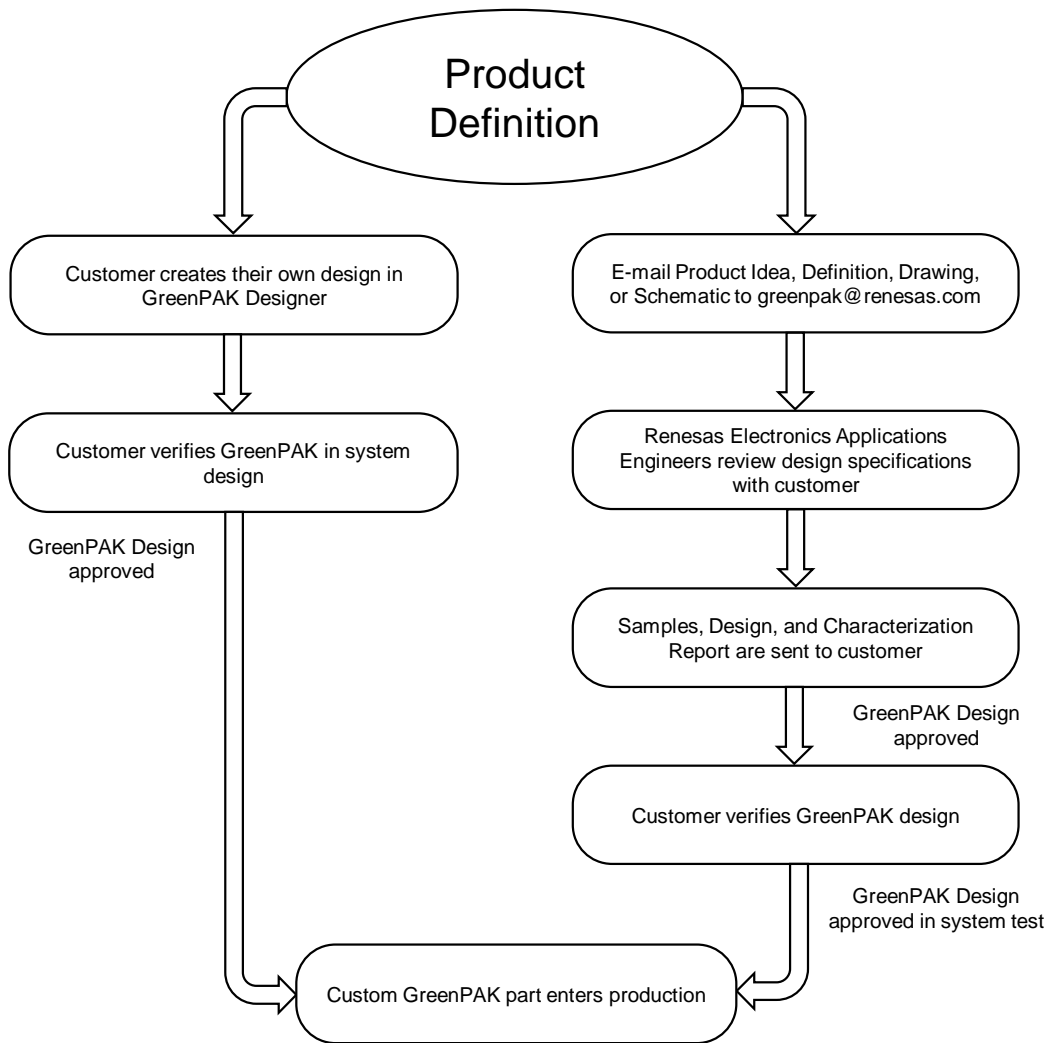 Product
Definition
Customer creates their own design in
GreenPAK Designer
Customer verifies GreenPAK in system
design
GreenPAK Design
approved
E-mail Product Idea, Definition, Drawing,
or Schematic to greenpak@renesas.com
Renesas Electronics Applications
Engineers review design specifications
with customer
Samples, Design, and Characterization
Report are sent to customer
GreenPAK Design
approved
Customer verifies GreenPAK design
GreenPAK Design
approved in system test
Custom GreenPAK part enters production